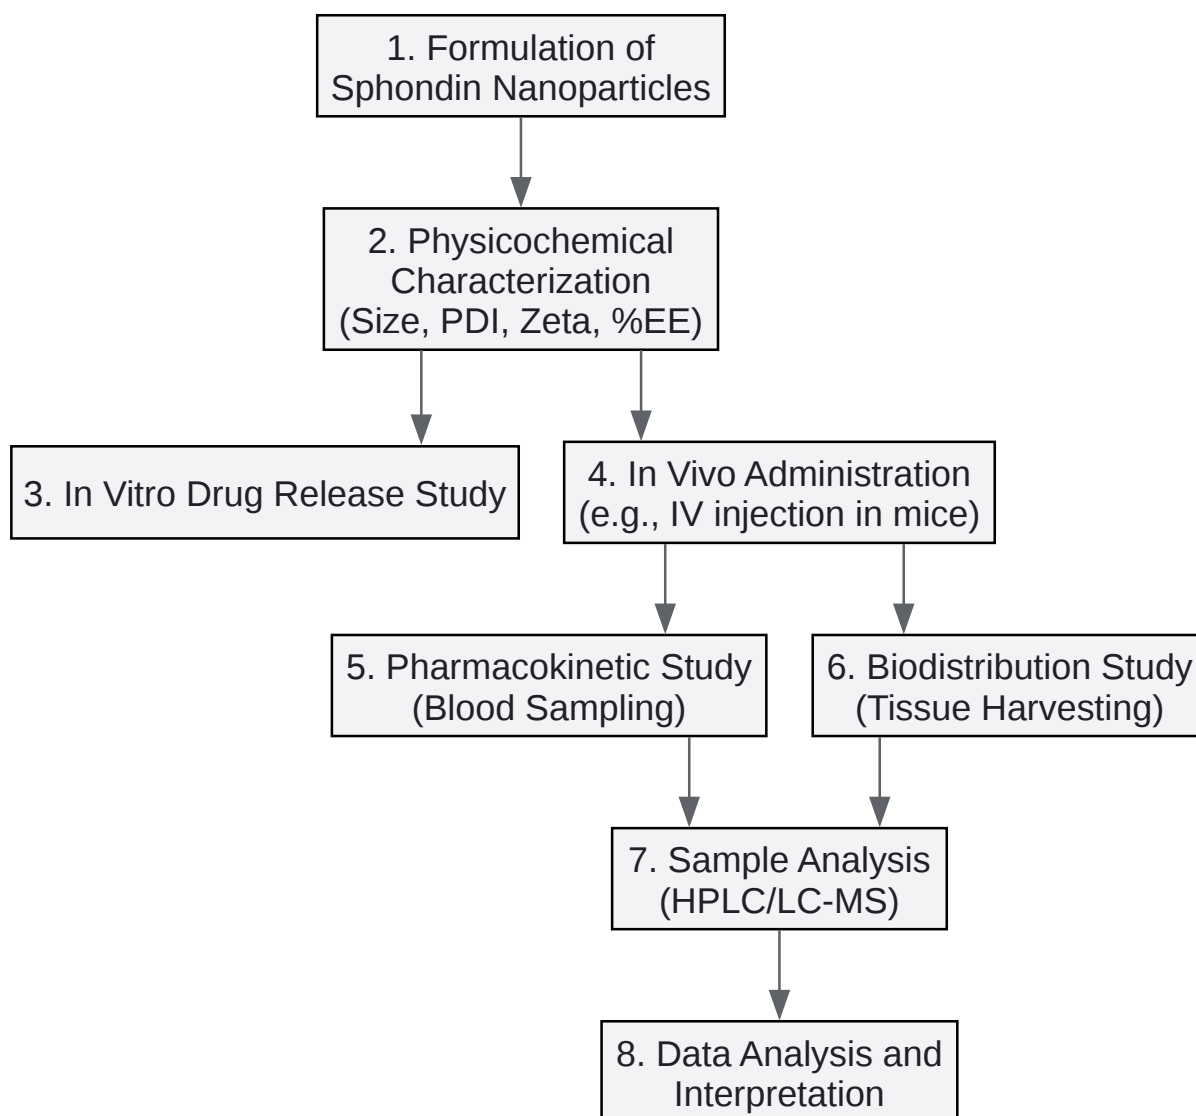 1. Formulation of
Sphondin Nanoparticles
2. Physicochemical
Characterization
(Size, PDI, Zeta, %EE)
3. In Vitro Drug Release Study
4. In Vivo Administration
(e.g., IV injection in mice)
5. Pharmacokinetic Study
(Blood Sampling)
6. Biodistribution Study
(Tissue Harvesting)
7. Sample Analysis
(HPLC/LC-MS)
8. Data Analysis and
Interpretation